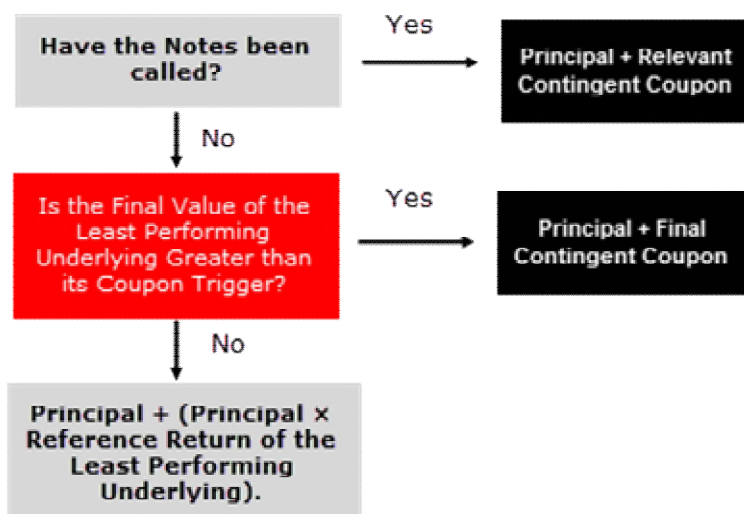 Have the Notes been
called?
Yes
Principal + Relevant
Contingent Coupon
No
Is the Final Value of the
Least Performing
Underlying Greater than
its Coupon Trigger?
Yes
Principal + Final
Contingent Coupon
No
Principal + (Principal ×
Reference Return of the
Least Performing
Underlying).